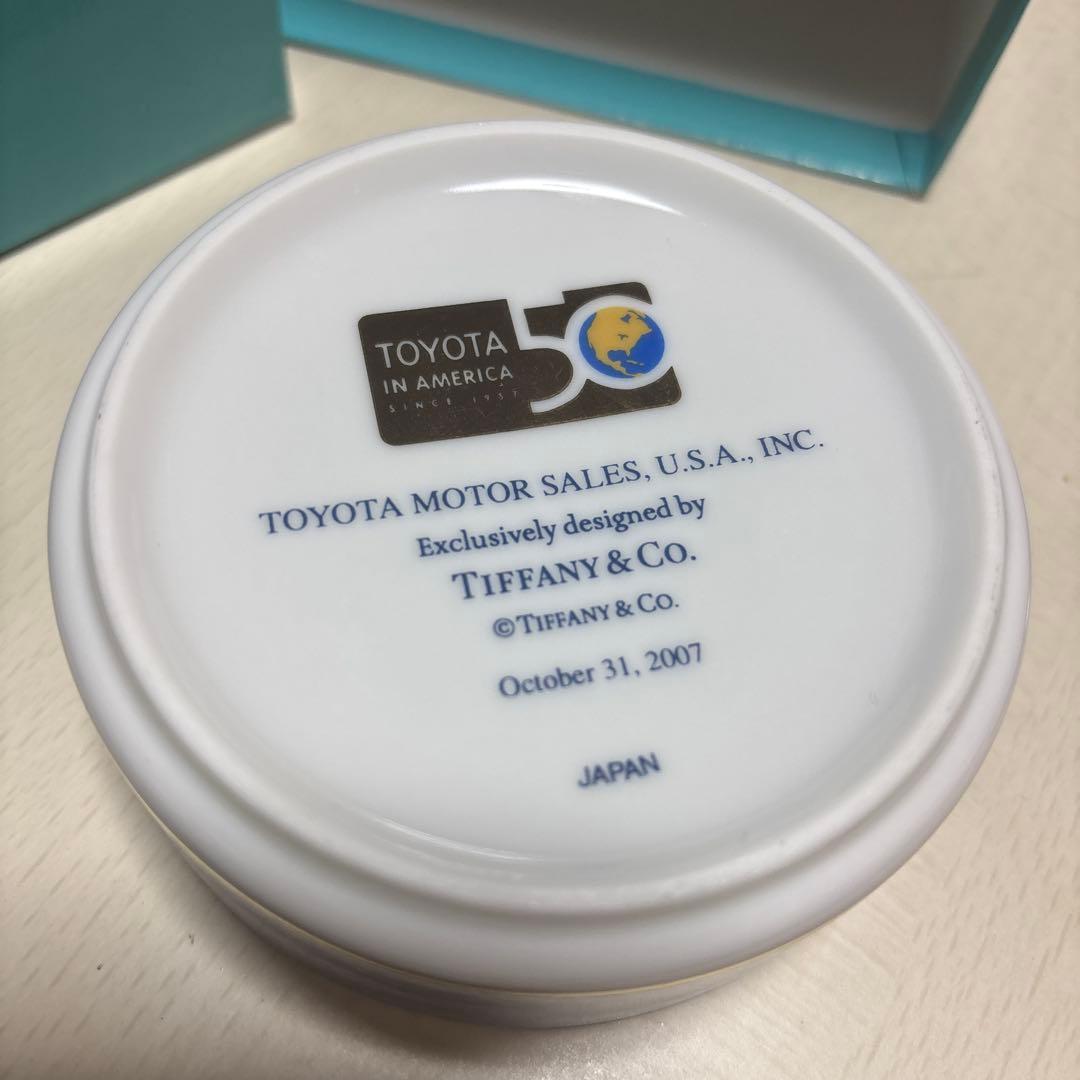 TOYOTA
IN AMERICA
SINCE 1957
50
TOYOTA MOTOR SALES, U.S.A., INC.
Exclusively designed by
TIFFANY & CO.
© TIFFANY & CO.
October 31, 2007
JAPAN